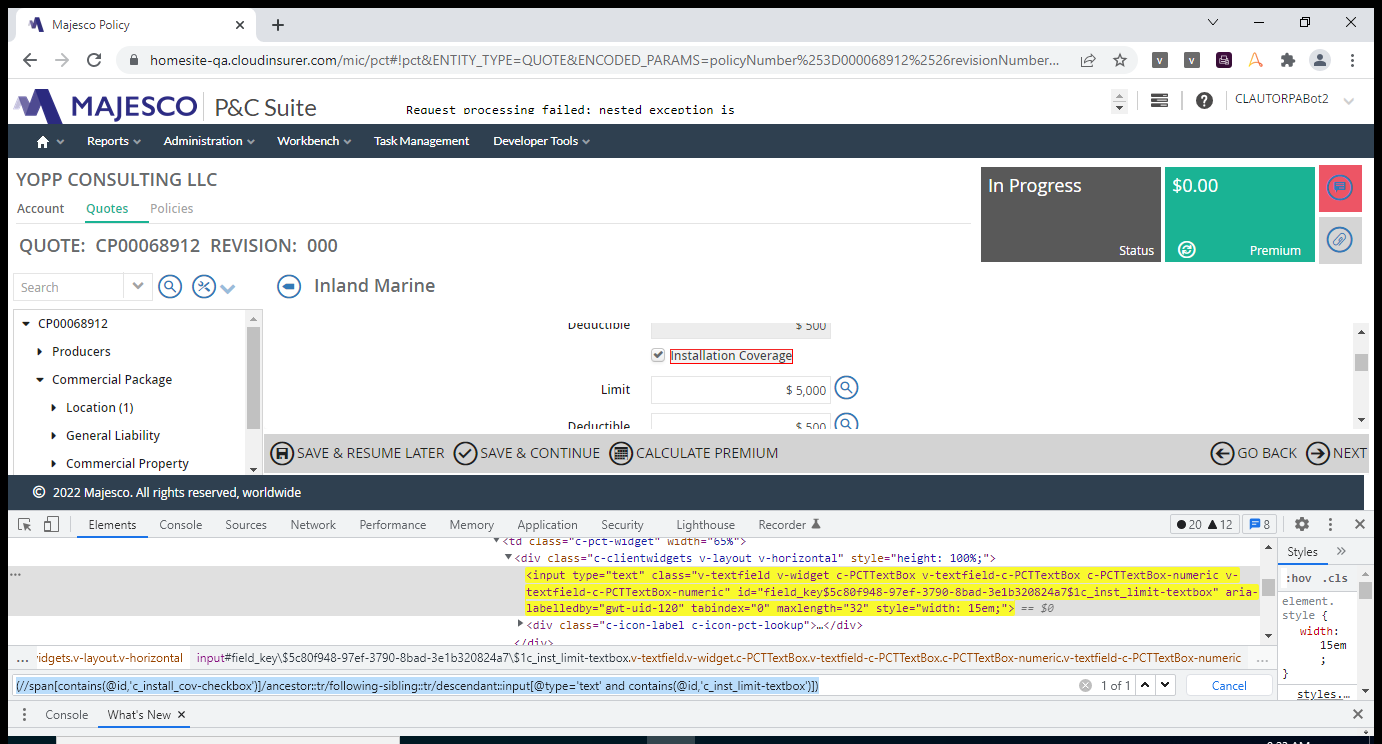 Majesco Policy
homesite-qa.cloudinsurer.com/mic/pct#!pct&ENTITY_TYPE=QUOTE&ENCODED_PARAMS=policyNumber%253D000068912%2526revisionNumber...
MAJESCO P&C Suite
Request processing failed; nested exception is
CLAUTORPABot2
Reports Administration Workbench Task Management Developer Tools
YOPP CONSULTING LLC
Account Quotes Policies
In Progress
Status
$0.00
Premium
QUOTE: CP00068912 REVISION: 000
Search
Inland Marine
CP00068912
Producers
Commercial Package
Location (1)
General Liability
Commercial Property
Deductible $ 500
Installation Coverage
Limit $ 5,000
Deductible $ 500
SAVE & RESUME LATER SAVE & CONTINUE CALCULATE PREMIUM GO BACK NEXT
© 2022 Majesco. All rights reserved, worldwide
Elements Console Sources Network Performance Memory Application Security Lighthouse Recorder 20 12 8
<td class="c-pct-widget" width="65%">
<div class="c-clientwidgets v-layout v-horizontal" style="height: 100%;">
<input type="text" class="v-textfield v-widget c-PCTTextBox v-textfield-c-PCTTextBox c-PCTTextBox-numeric v-
textfield-c-PCTTextBox-numeric" id="field_key$5c80f948-97ef-3790-8bad-3e1b320824a7$1c_inst_limit-textbox" aria-
labelledby="gwt-uid-120" tabindex="0" maxlength="32" style="width: 15em;"> == $0
<div class="c-icon-label c-icon-pct-lookup">…</div>
</div>
Styles »
:hov .cls
element.
style {
width:
15em
;
}
styles.…
... idgets.v-layout.v-horizontal input#field_key\$5c80f948-97ef-3790-8bad-3e1b320824a7\$1c_inst_limit-textbox.v-textfield.v-widget.c-PCTTextBox.v-textfield-c-PCTTextBox.c-PCTTextBox-numeric.v-textfield-c-PCTTextBox-numeric ...
(//span[contains(@id,'c_install_cov-checkbox')]/ancestor::tr/following-sibling::tr/descendant::input[@type='text' and contains(@id,'c_inst_limit-textbox')])
1 of 1
Cancel
Console What's New